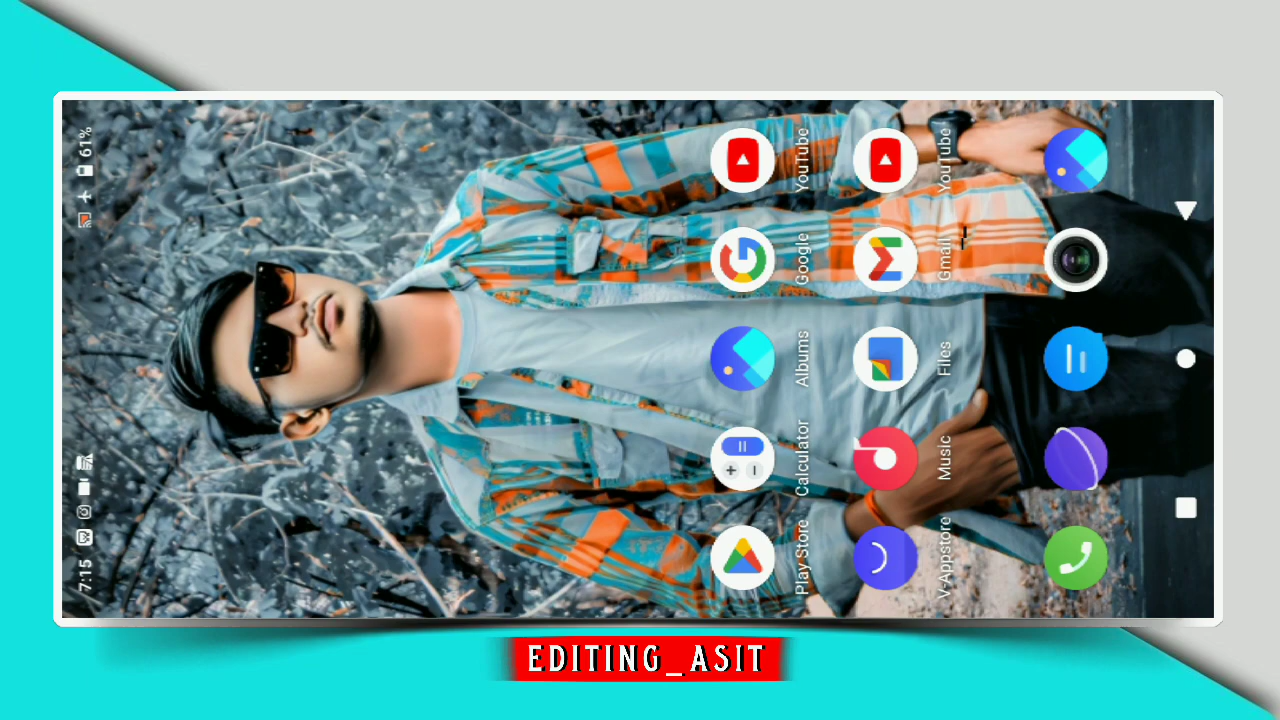 7:15
61%
Play Store
Calculator
Albums
Google
YouTube
V-Appstore
Music
Files
Gmail
YouTube
EDITING_ASIT